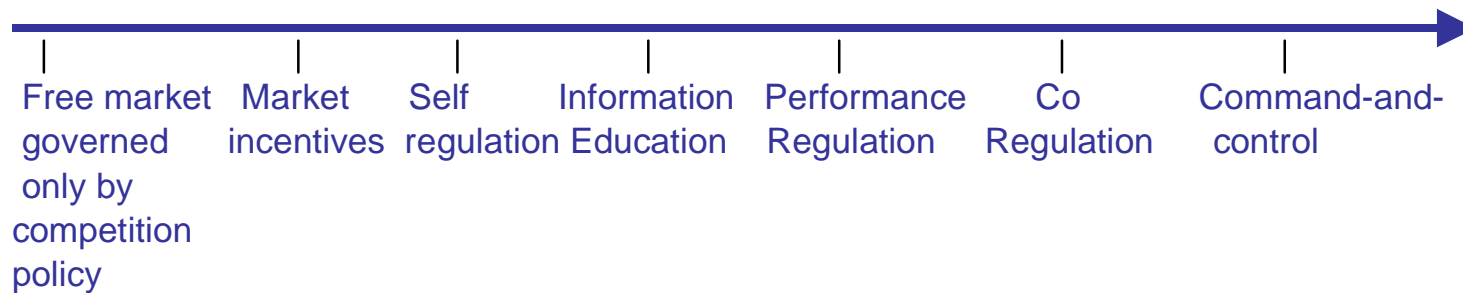 Free market Market Self Information Performance Co Command-and-
governed incentives regulation Education Regulation Regulation control
only by
competition
policy